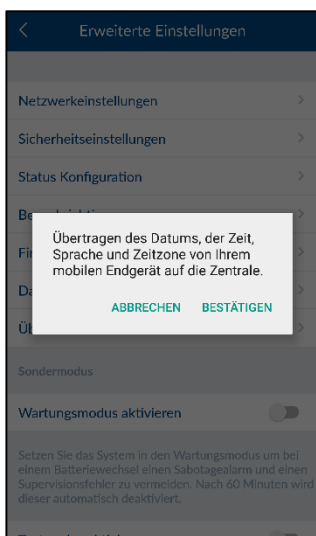 Erweiterte Einstellungen
Netzwerkeinstellungen
Sicherheitseinstellungen
Status Konfiguration
Übertragen des Datums, der Zeit,
Sprache und Zeitzone von Ihrem
mobilen Endgerät auf die Zentrale.
ABBRECHEN BESTÄTIGEN
Sondermodus
Wartungsmodus aktivieren
Setzen Sie das System in den Wartungsmodus um bei
einem Batteriewechsel einen Sabotagealarm und einen
Supervisionsfehler zu vermeiden. Nach 60 Minuten wird
dieser automatisch deaktiviert.